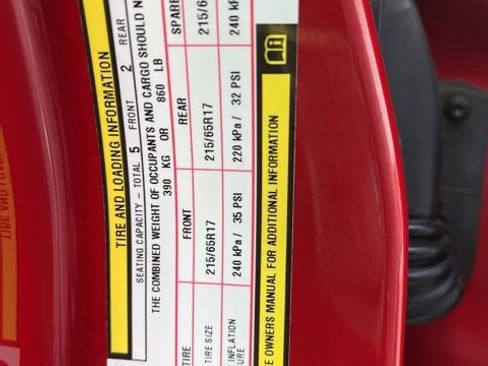 TIRE AND LOADING INFORMATION
SEATING CAPACITY - TOTAL 5 FRONT 2 REAR
THE COMBINED WEIGHT OF OCCUPANTS AND CARGO SHOULD
390 KG OR 860 LB
TIRE FRONT REAR SPARE
TIRE SIZE 215/65R17 215/65R17
INFLATION 240 kPa / 35 PSI 220 kPa / 32 PSI 240
OWNERS MANUAL FOR ADDITIONAL INFORMATION